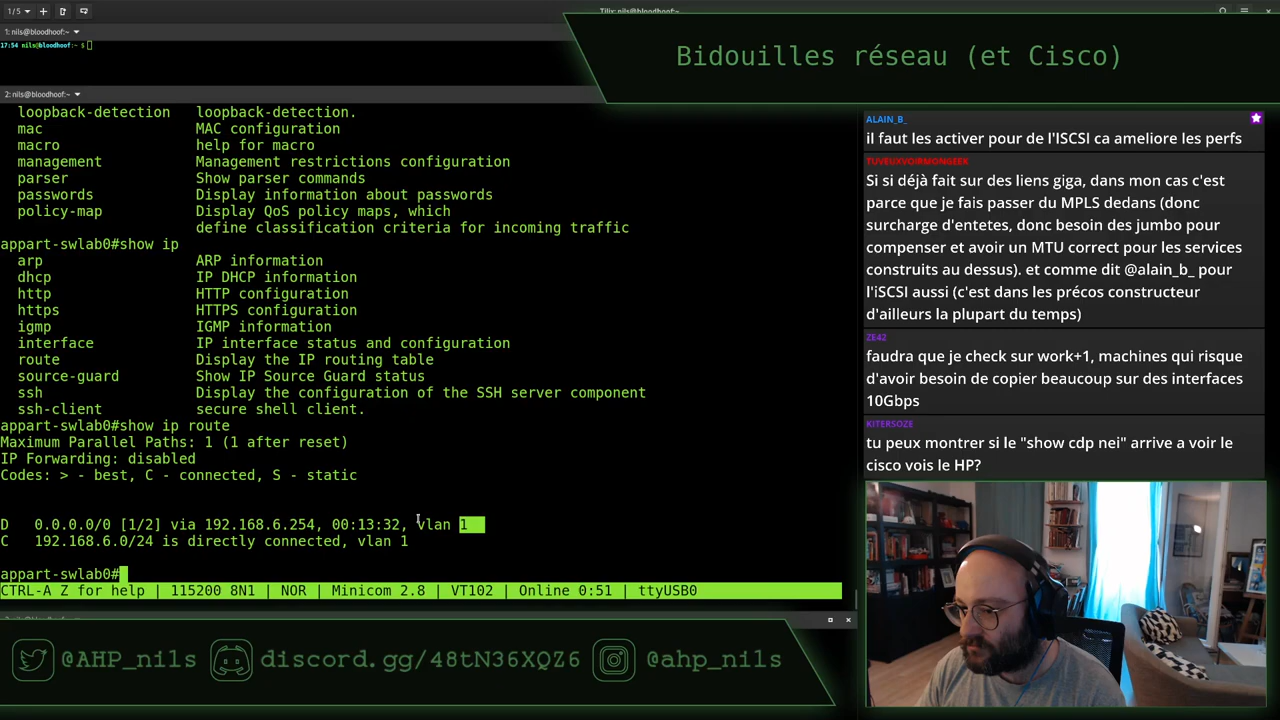 1/5
Tilix: nils@bloodhoof:~
1: nils@bloodhoof:~
17:54 nils@bloodhoof:~ $
Bidouilles réseau (et Cisco)
2: nils@bloodhoof:~
loopback-detection loopback-detection.
mac MAC configuration
macro help for macro
management Management restrictions configuration
parser Show parser commands
passwords Display information about passwords
policy-map Display QoS policy maps, which
define classification criteria for incoming traffic
appart-swlab0#show ip
arp ARP information
dhcp IP DHCP information
http HTTP configuration
https HTTPS configuration
igmp IGMP information
interface IP interface status and configuration
route Display the IP routing table
source-guard Show IP Source Guard status
ssh Display the configuration of the SSH server component
ssh-client secure shell client.
appart-swlab0#show ip route
Maximum Parallel Paths: 1 (1 after reset)
IP Forwarding: disabled
Codes: > - best, C - connected, S - static
D 0.0.0.0/0 [1/2] via 192.168.6.254, 00:13:32, vlan 1
C 192.168.6.0/24 is directly connected, vlan 1
appart-swlab0#
CTRL-A Z for help | 115200 8N1 | NOR | Minicom 2.8 | VT102 | Online 0:51 | ttyUSB0
ALAIN_B_
il faut les activer pour de l'ISCSI ca ameliore les perfs
TUVEUXVOIRMONGEEK
Si si déjà fait sur des liens giga, dans mon cas c'est
parce que je fais passer du MPLS dedans (donc
surcharge d'entetes, donc besoin des jumbo pour
compenser et avoir un MTU correct pour les services
construits au dessus). et comme dit @alain_b_ pour
l'iSCSI aussi (c'est dans les précos constructeur
d'ailleurs la plupart du temps)
ZE42
faudra que je check sur work+1, machines qui risque
d'avoir besoin de copier beaucoup sur des interfaces
10Gbps
KITERSOZE
tu peux montrer si le "show cdp nei" arrive a voir le
cisco vois le HP?
@AHP_nils
discord.gg/48tN36XQZ6
@ahp_nils